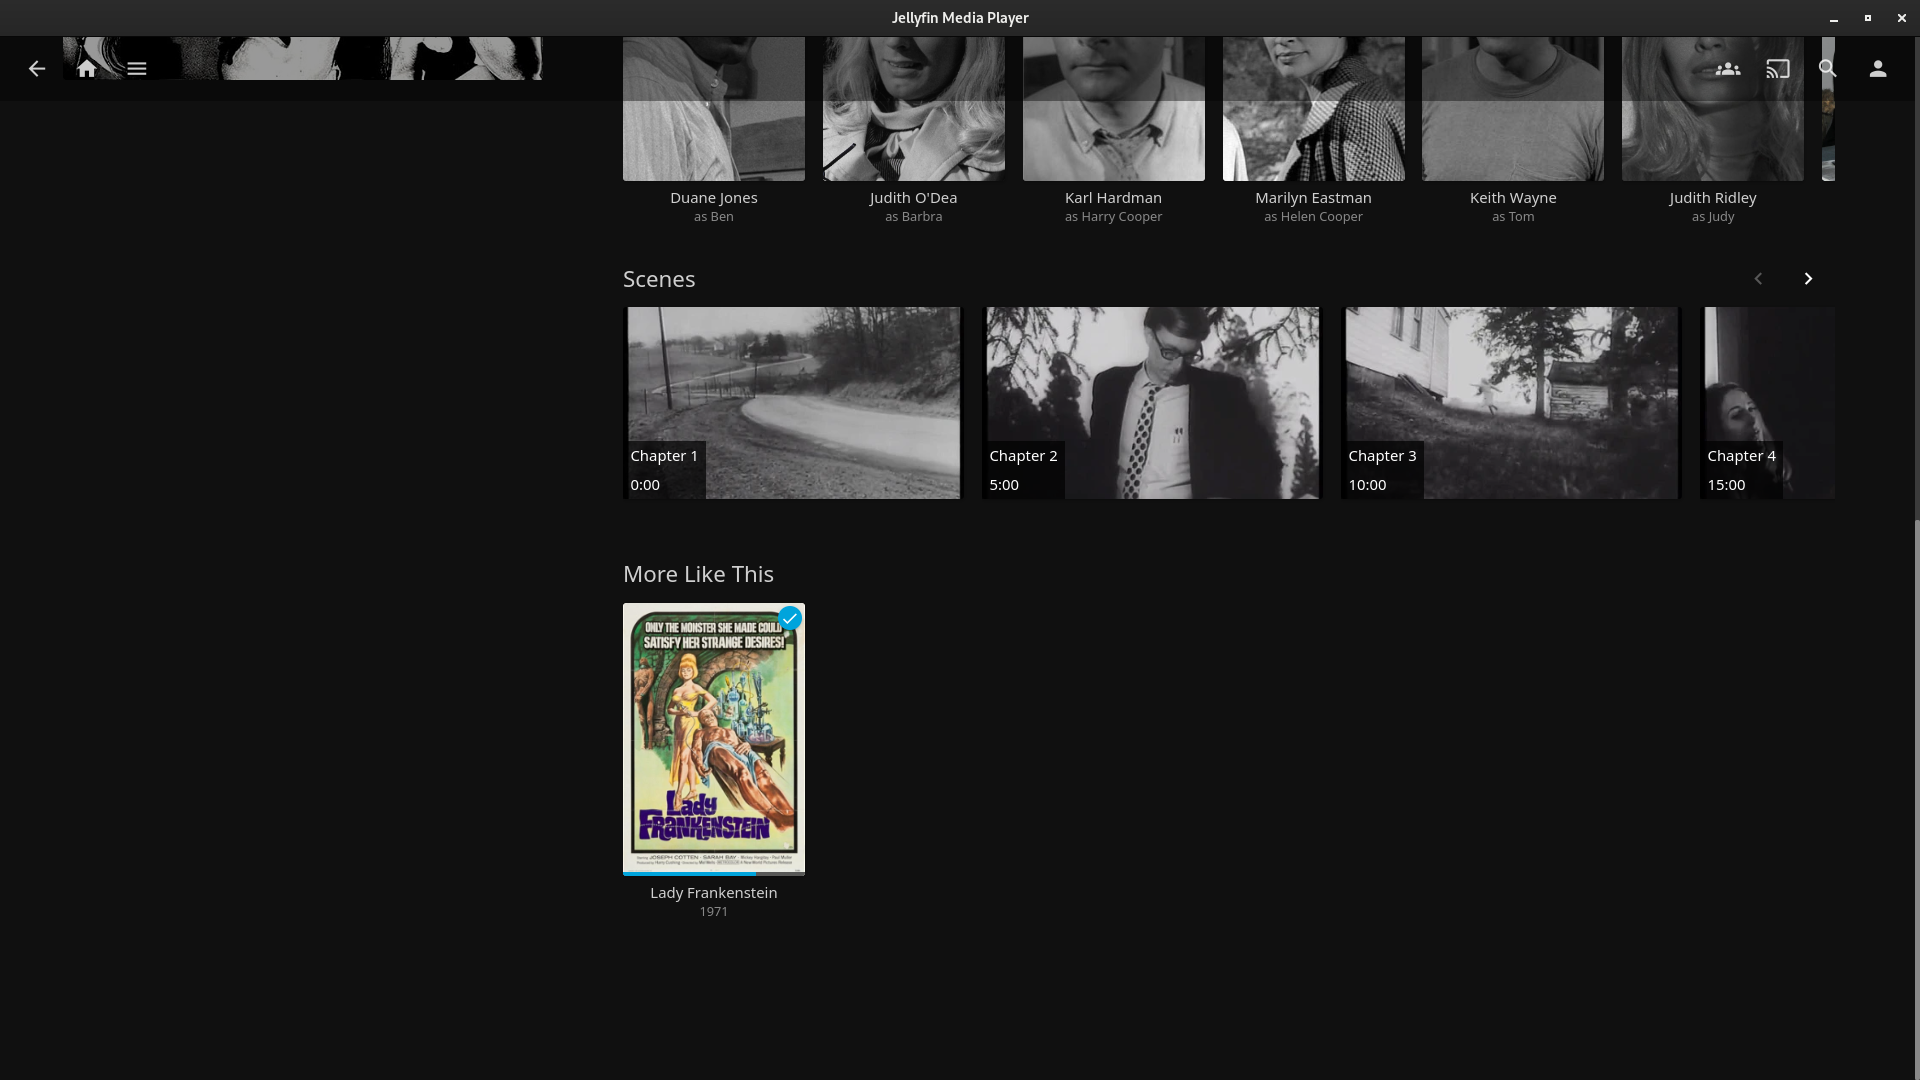 Jellyfin Media Player
Duane Jones
as Ben
Judith O'Dea
as Barbra
Karl Hardman
as Harry Cooper
Marilyn Eastman
as Helen Cooper
Keith Wayne
as Tom
Judith Ridley
as Judy
Scenes
Chapter 1
0:00
Chapter 2
5:00
Chapter 3
10:00
Chapter 4
15:00
More Like This
ONLY THE MONSTER SHE MADE COULD
SATISFY HER STRANGE DESIRES!
Lady
FRANKENSTEIN
JOSEPH COTTEN
Lady Frankenstein
1971